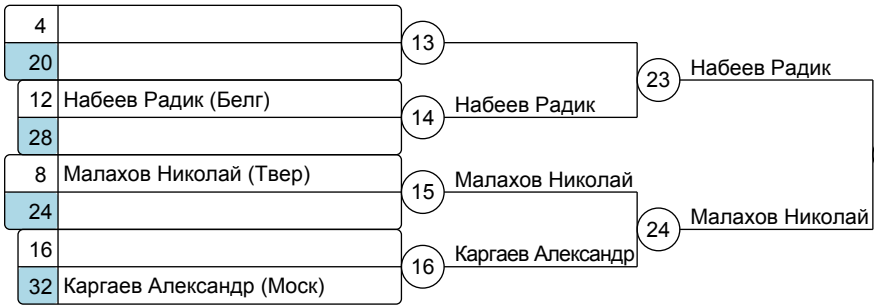 4
13
20
23 Набеев Радик
12 Набеев Радик (Белг)
14 Набеев Радик
28
8 Малахов Николай (Твер)
15 Малахов Николай
24
24 Малахов Николай
16
16 Каргаев Александр
32 Каргаев Александр (Моск)